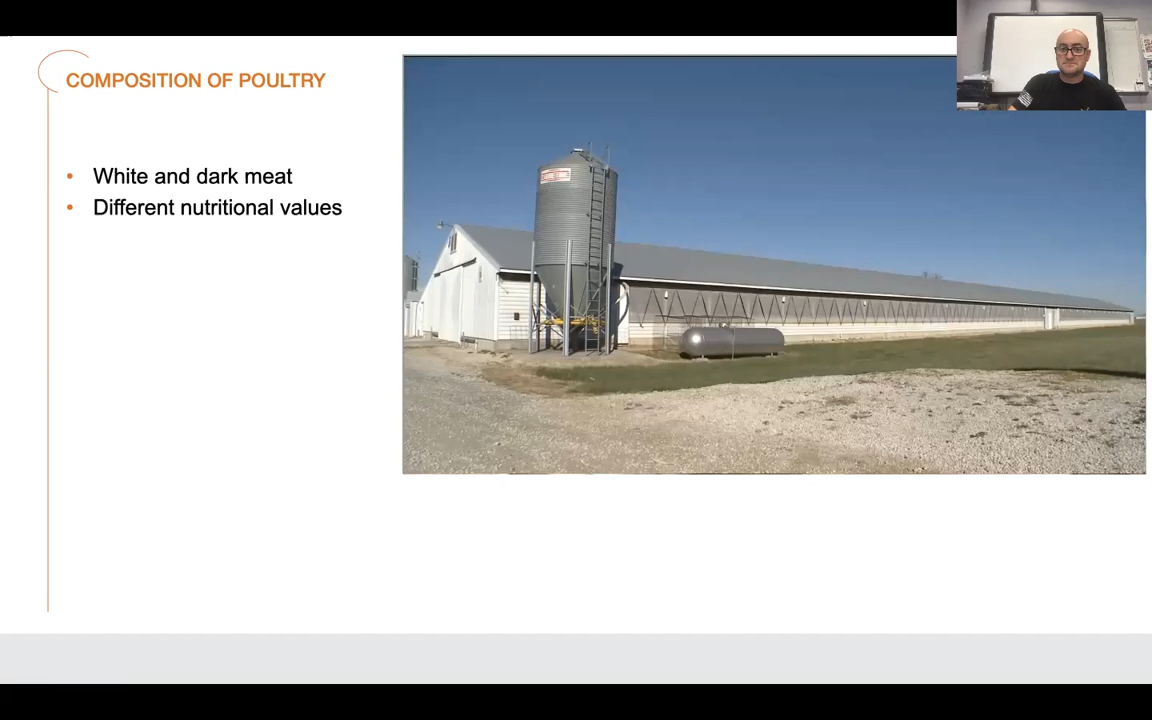 COMPOSITION OF POULTRY
• White and dark meat
• Different nutritional values